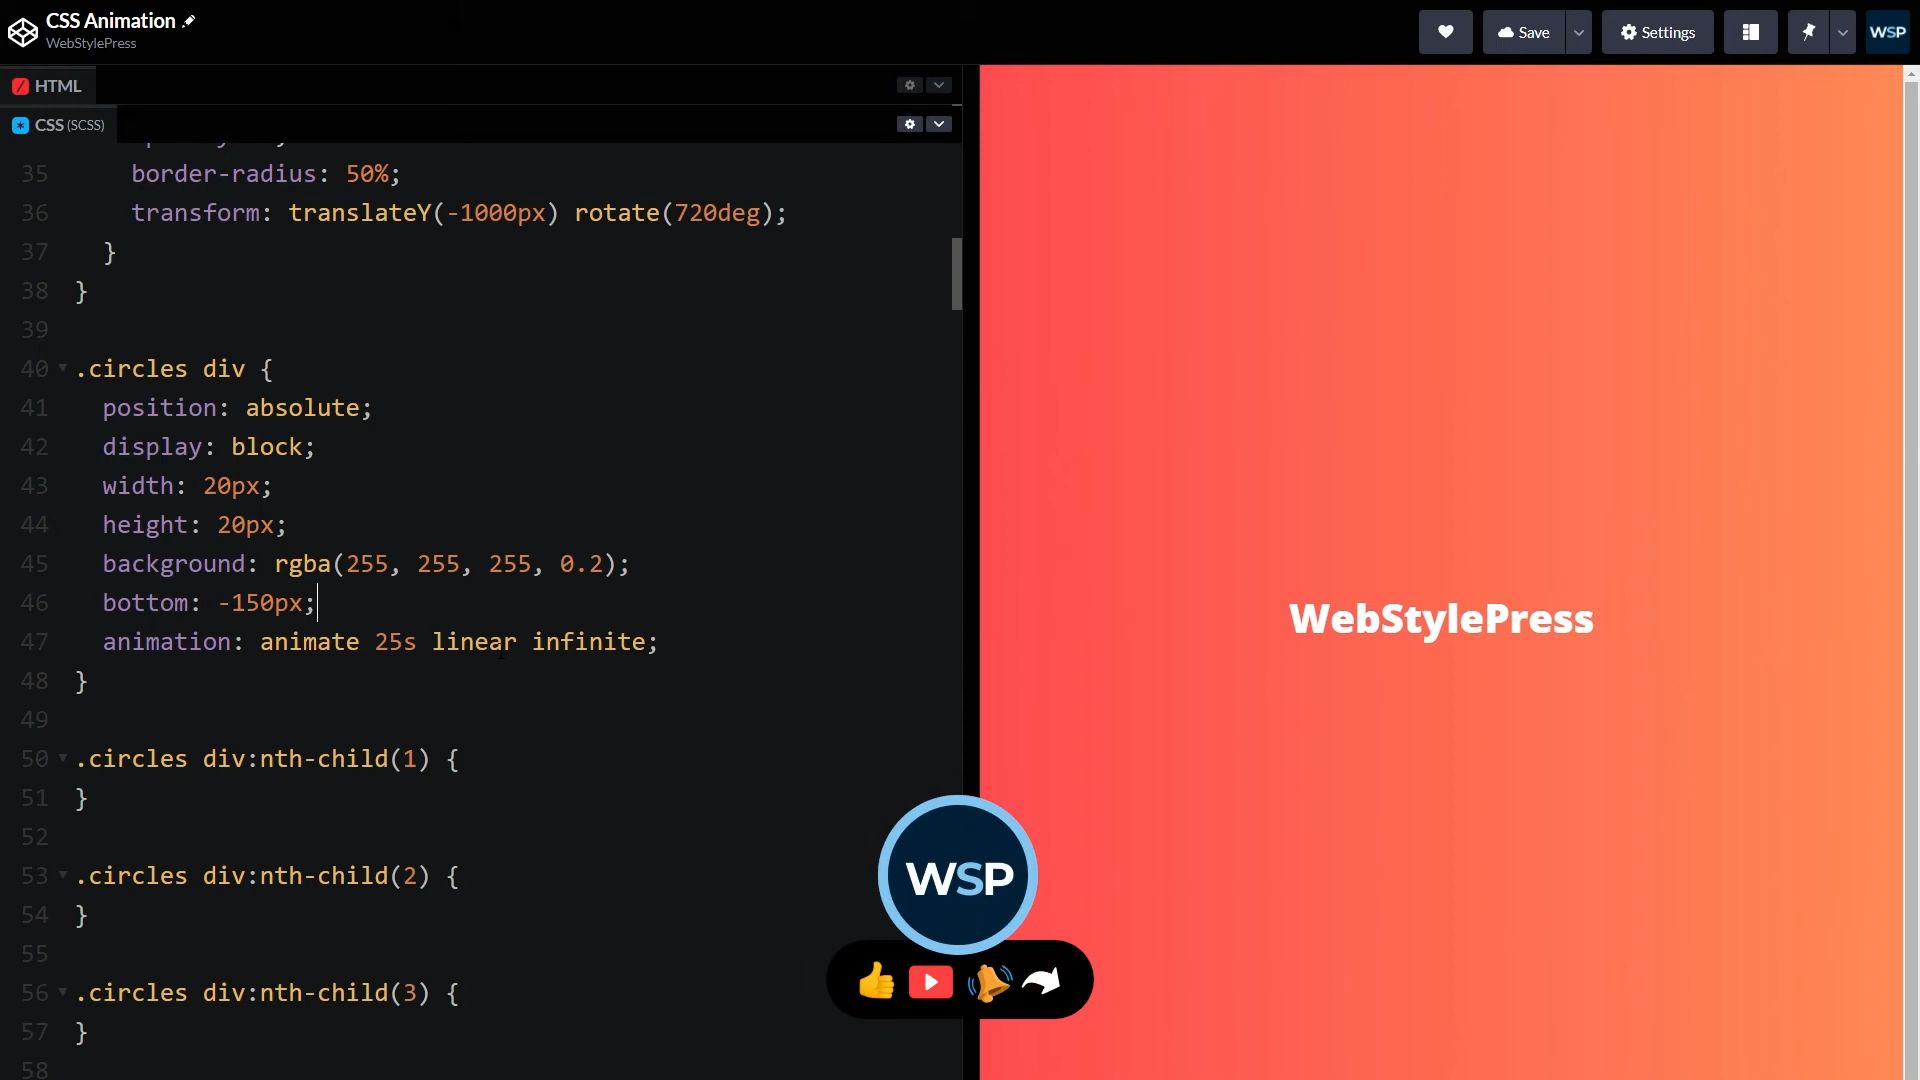 CSS Animation
WebStylePress
Save
Settings
WSP
HTML
CSS (SCSS)
35 border-radius: 50%;
36 transform: translateY(-1000px) rotate(720deg);
37 }
38 }
39
40 .circles div {
41 position: absolute;
42 display: block;
43 width: 20px;
44 height: 20px;
45 background: rgba(255, 255, 255, 0.2);
46 bottom: -150px;
47 animation: animate 25s linear infinite;
48 }
49
50 .circles div:nth-child(1) {
51 }
52
53 .circles div:nth-child(2) {
54 }
55
56 .circles div:nth-child(3) {
57 }
58
WebStylePress
WSP